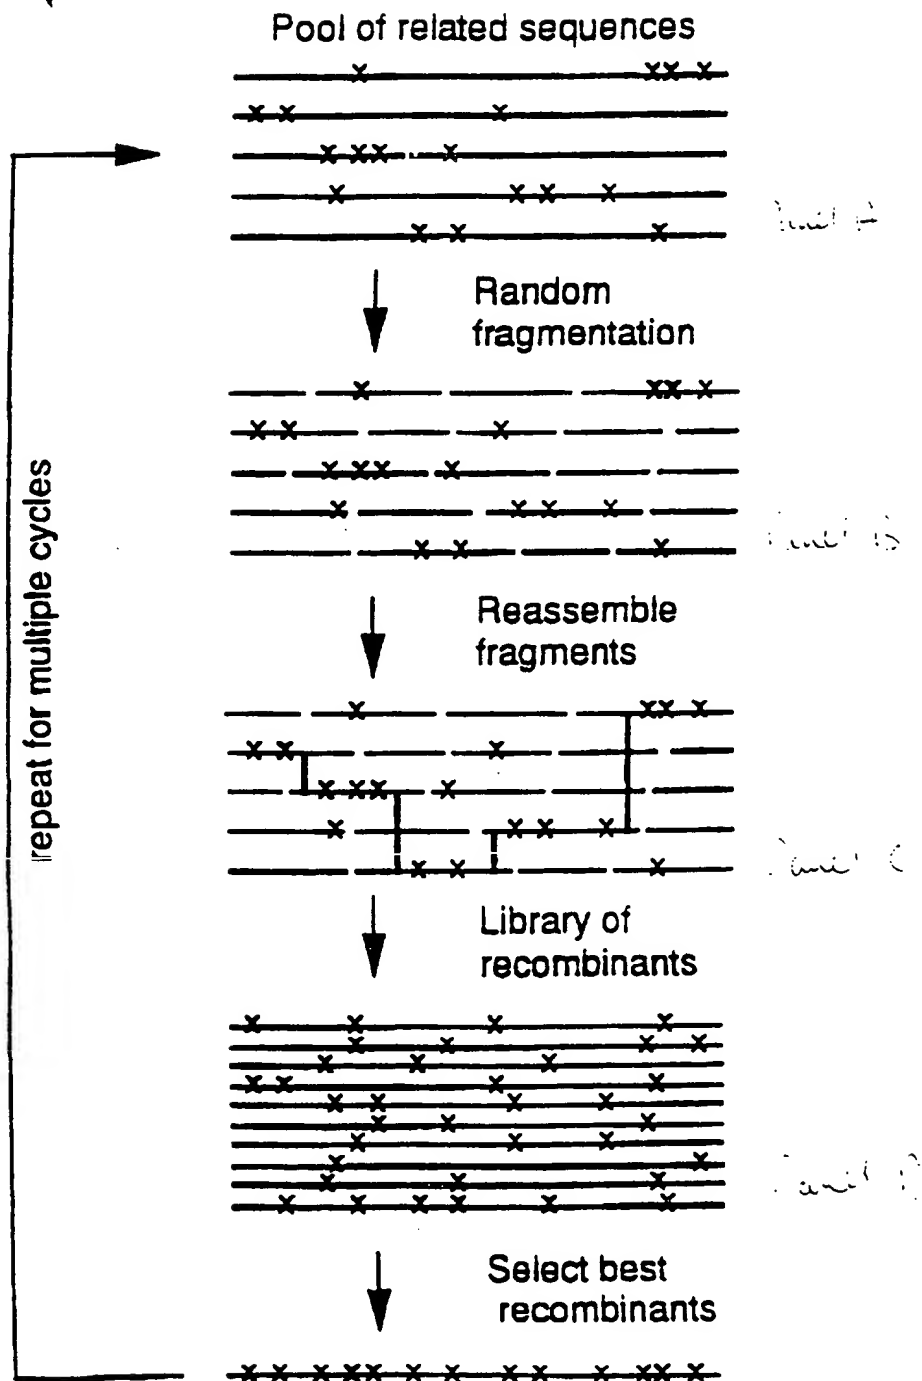 Pool of related sequences
Random
fragmentation
Reassemble
fragments
repeat for multiple cycles
Library of
recombinants
Select best
recombinants